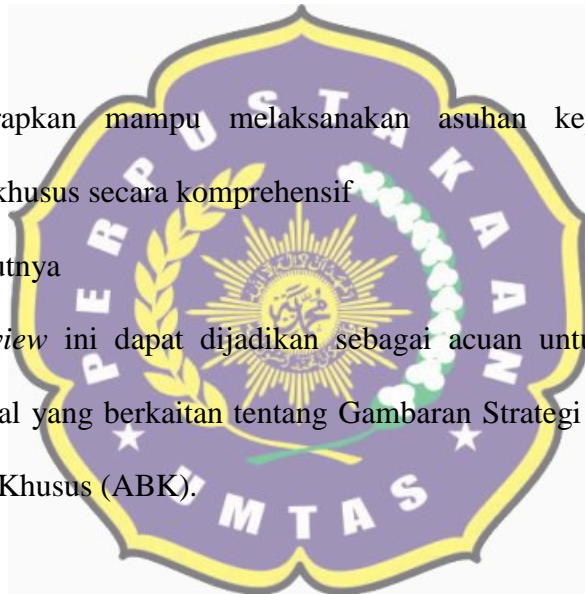 PERPUSTAKAAN
rapkan mampu melaksanakan asuhan ke
khusus secara komprehensif
utnya
view ini dapat dijadikan sebagai acuan untu
al yang berkaitan tentang Gambaran Strategi
Khusus (ABK).
UMTAS